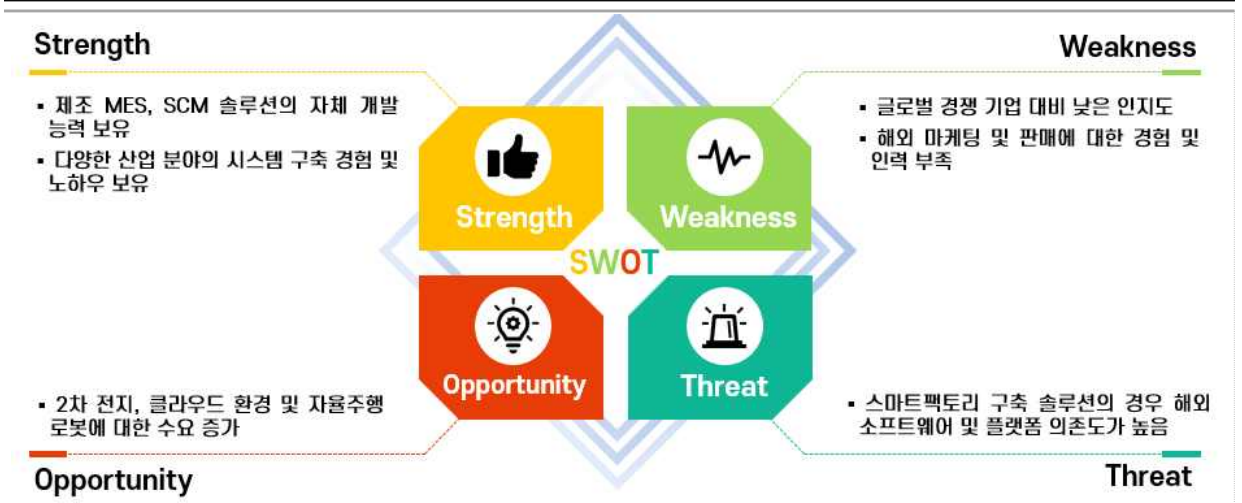 Strength
▪ 제조 MES, SCM 솔루션의 자체 개발
능력 보유
▪ 다양한 산업 분야의 시스템 구축 경험 및
노하우 보유
Weakness
▪ 글로벌 경쟁 기업 대비 낮은 인지도
▪ 해외 마케팅 및 판매에 대한 경험 및
인력 부족
Strength
Weakness
SWOT
Opportunity
Threat
▪ 2차 전지, 클라우드 환경 및 자율주행
로봇에 대한 수요 증가
Opportunity
▪ 스마트팩토리 구축 솔루션의 경우 해외
소프트웨어 및 플랫폼 의존도가 높음
Threat